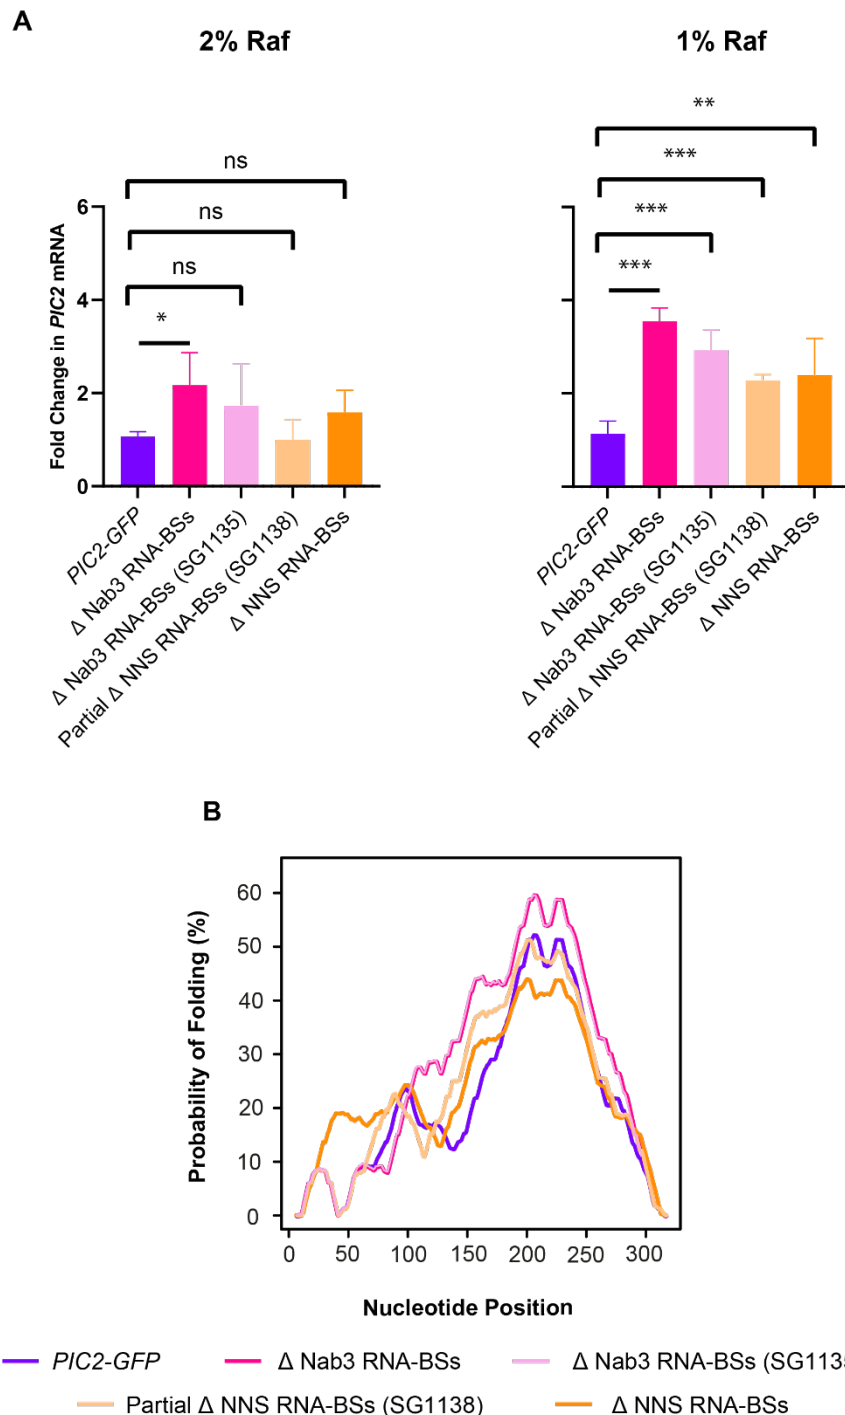 A
2% Raf
1% Raf
Fold Change in PIC2 mRNA
6
4
2
0
ns
ns
ns
*
**
***
***
***
PIC2-GFP
Δ Nab3 RNA-BSs
Δ Nab3 RNA-BSs (SG1135)
Partial Δ NNS RNA-BSs (SG1138)
Δ NNS RNA-BSs
PIC2-GFP
Δ Nab3 RNA-BSs
Δ Nab3 RNA-BSs (SG1135)
Partial Δ NNS RNA-BSs (SG1138)
Δ NNS RNA-BSs
B
Probability of Folding (%)
60
50
40
30
20
10
0
0 50 100 150 200 250 300
Nucleotide Position
PIC2-GFP Δ Nab3 RNA-BSs Δ Nab3 RNA-BSs (SG1135
Partial Δ NNS RNA-BSs (SG1138) Δ NNS RNA-BSs